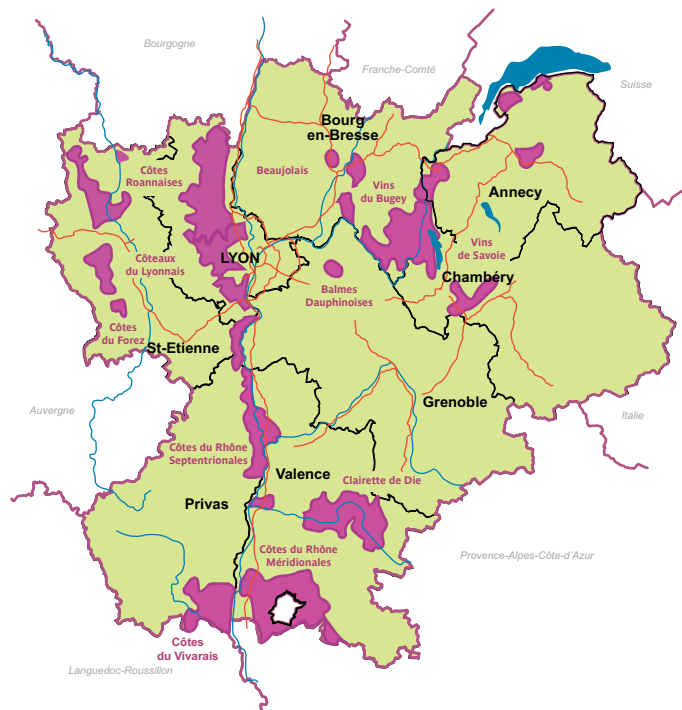 Bourgogne
Franche-Comté
Suisse
Bourg
en-Bresse
Côtes
Roannaises
Beaujolais
Vins
du Bugey
Annecy
Côteaux
du Lyonnais
LYON
Vins
de Savoie
Chambéry
Balmes
Dauphinoises
Côtes
du Forez
St-Etienne
Auvergne
Grenoble
Italie
Côtes du Rhône
Septentrionales
Valence
Clairette de Die
Privas
Côtes du Rhône
Méridionales
Provence-Alpes-Côte-d'Azur
Côtes
du Vivarais
Languedoc-Roussillon